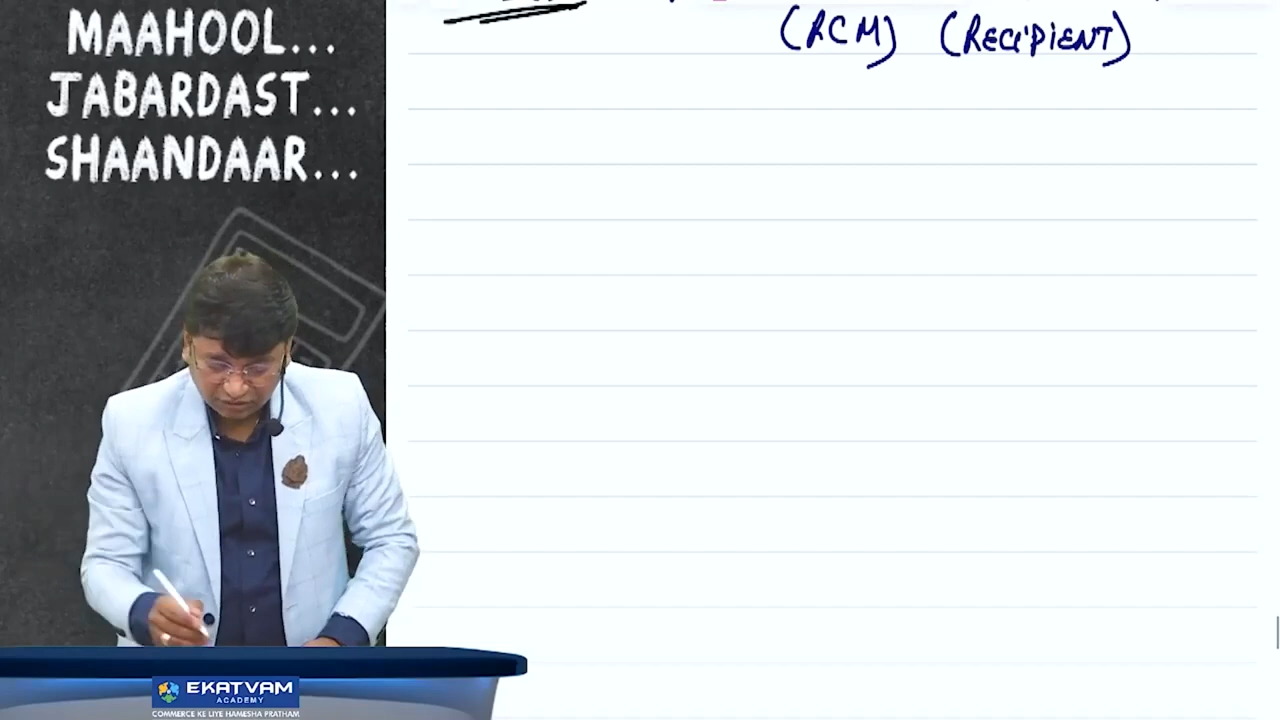 MAAHOOL...
JABARDAST...
SHAANDAAR...
(RCM) (RECIPIENT)
EKATVAM
ACADEMY
COMMERCE KE LIYE HAMESHA PRATHAM